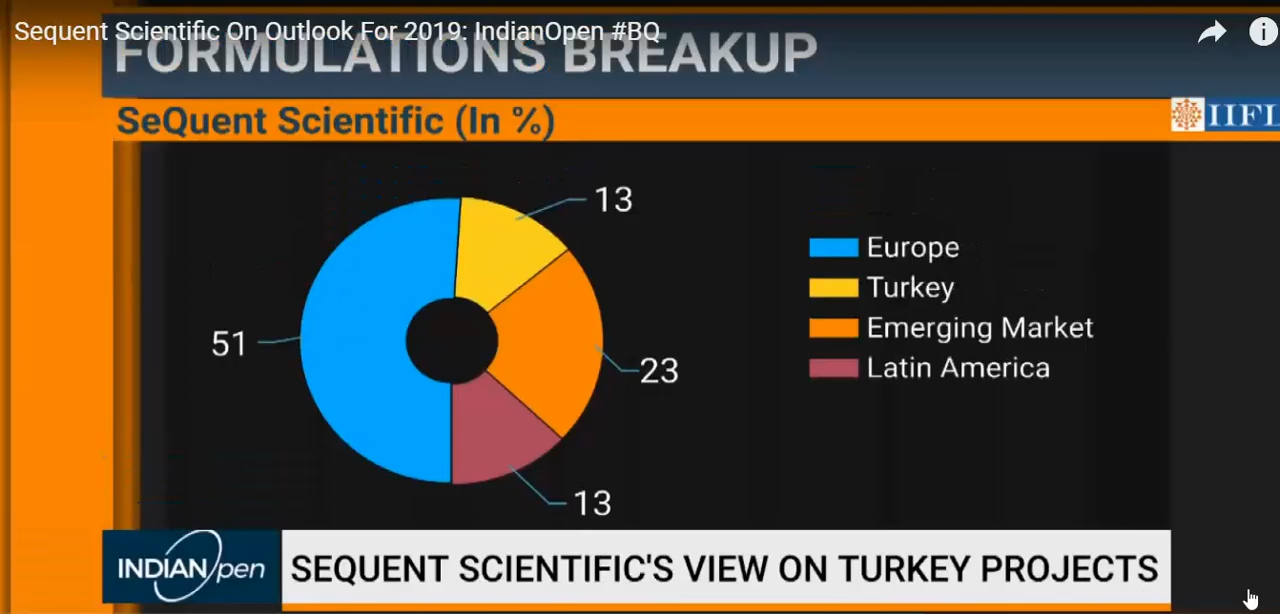 Sequent Scientific On Outlook For 2019: IndianOpen #BQ
FORMULATIONS BREAKUP
SeQuent Scientific (In %)
IIFL
13
Europe
Turkey
51
Emerging Market
23
Latin America
13
INDIAN Open
SEQUENT SCIENTIFIC'S VIEW ON TURKEY PROJECTS